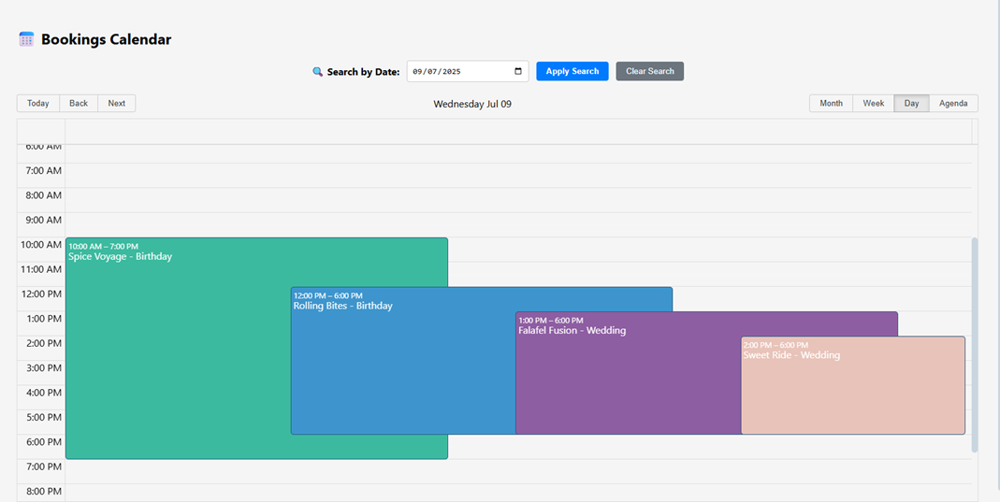 Bookings Calendar
Search by Date: 09/07/2025 Apply Search Clear Search
Today Back Next Wednesday Jul 09 Month Week Day Agenda
6:00 AM
7:00 AM
8:00 AM
9:00 AM
10:00 AM
10:00 AM – 7:00 PM
Spice Voyage - Birthday
11:00 AM
12:00 PM
12:00 PM – 6:00 PM
Rolling Bites - Birthday
1:00 PM
1:00 PM – 6:00 PM
Falafel Fusion - Wedding
2:00 PM
2:00 PM – 6:00 PM
Sweet Ride - Wedding
3:00 PM
4:00 PM
5:00 PM
6:00 PM
7:00 PM
8:00 PM